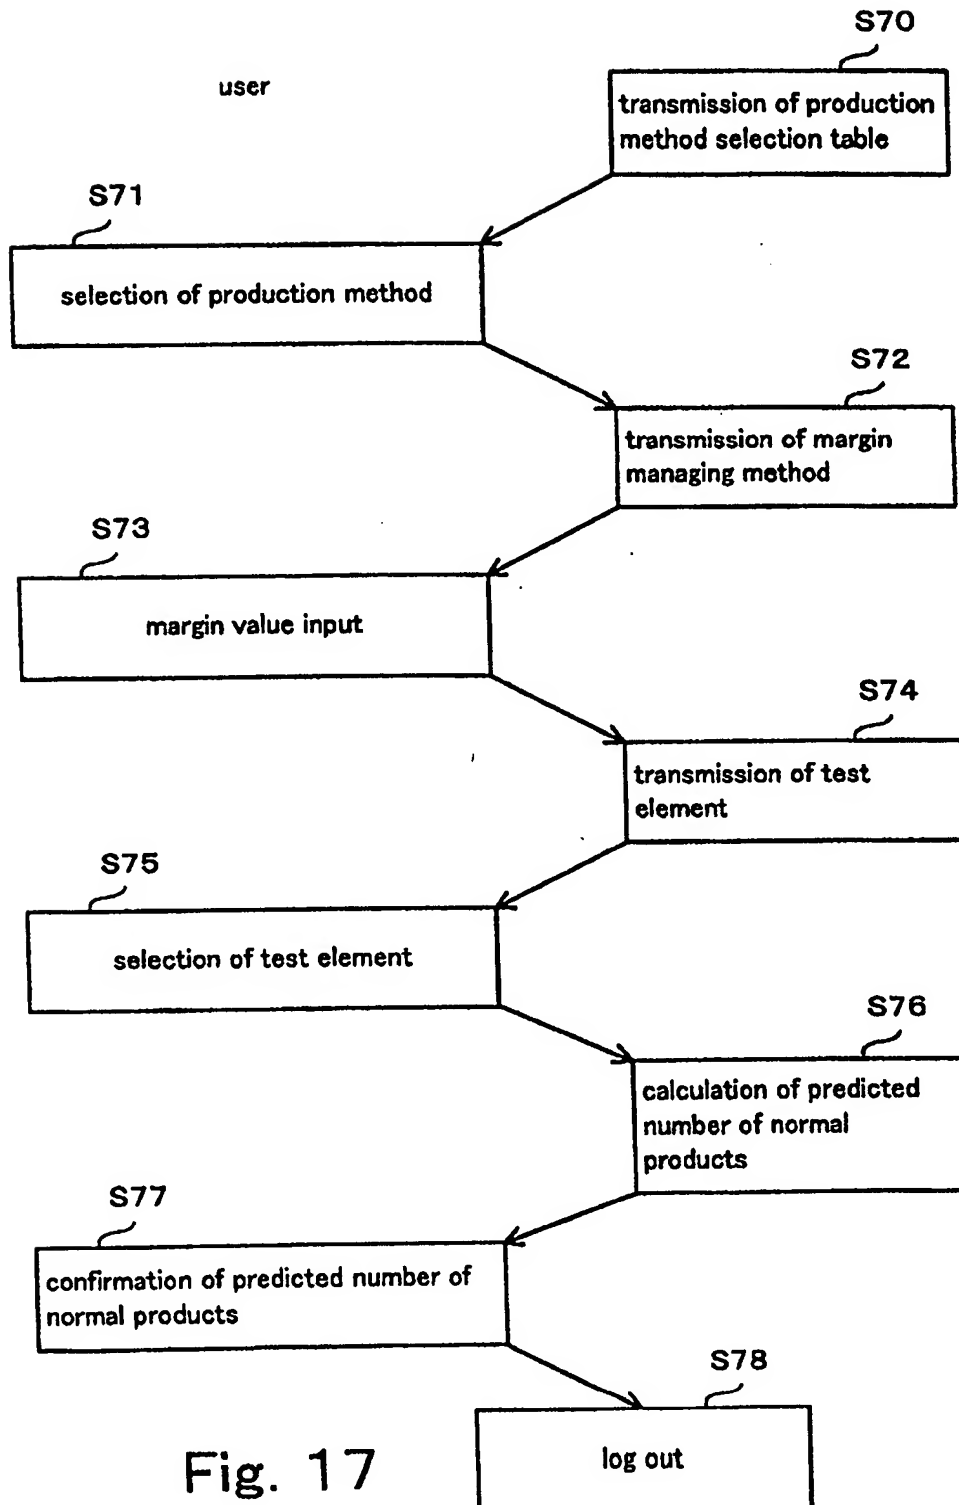 S70
user
transmission of production
method selection table
S71
selection of production method
S72
transmission of margin
managing method
S73
margin value input
S74
transmission of test
element
S75
selection of test element
S76
calculation of predicted
number of normal
products
S77
confirmation of predicted number of
normal products
S78
log out
Fig. 17